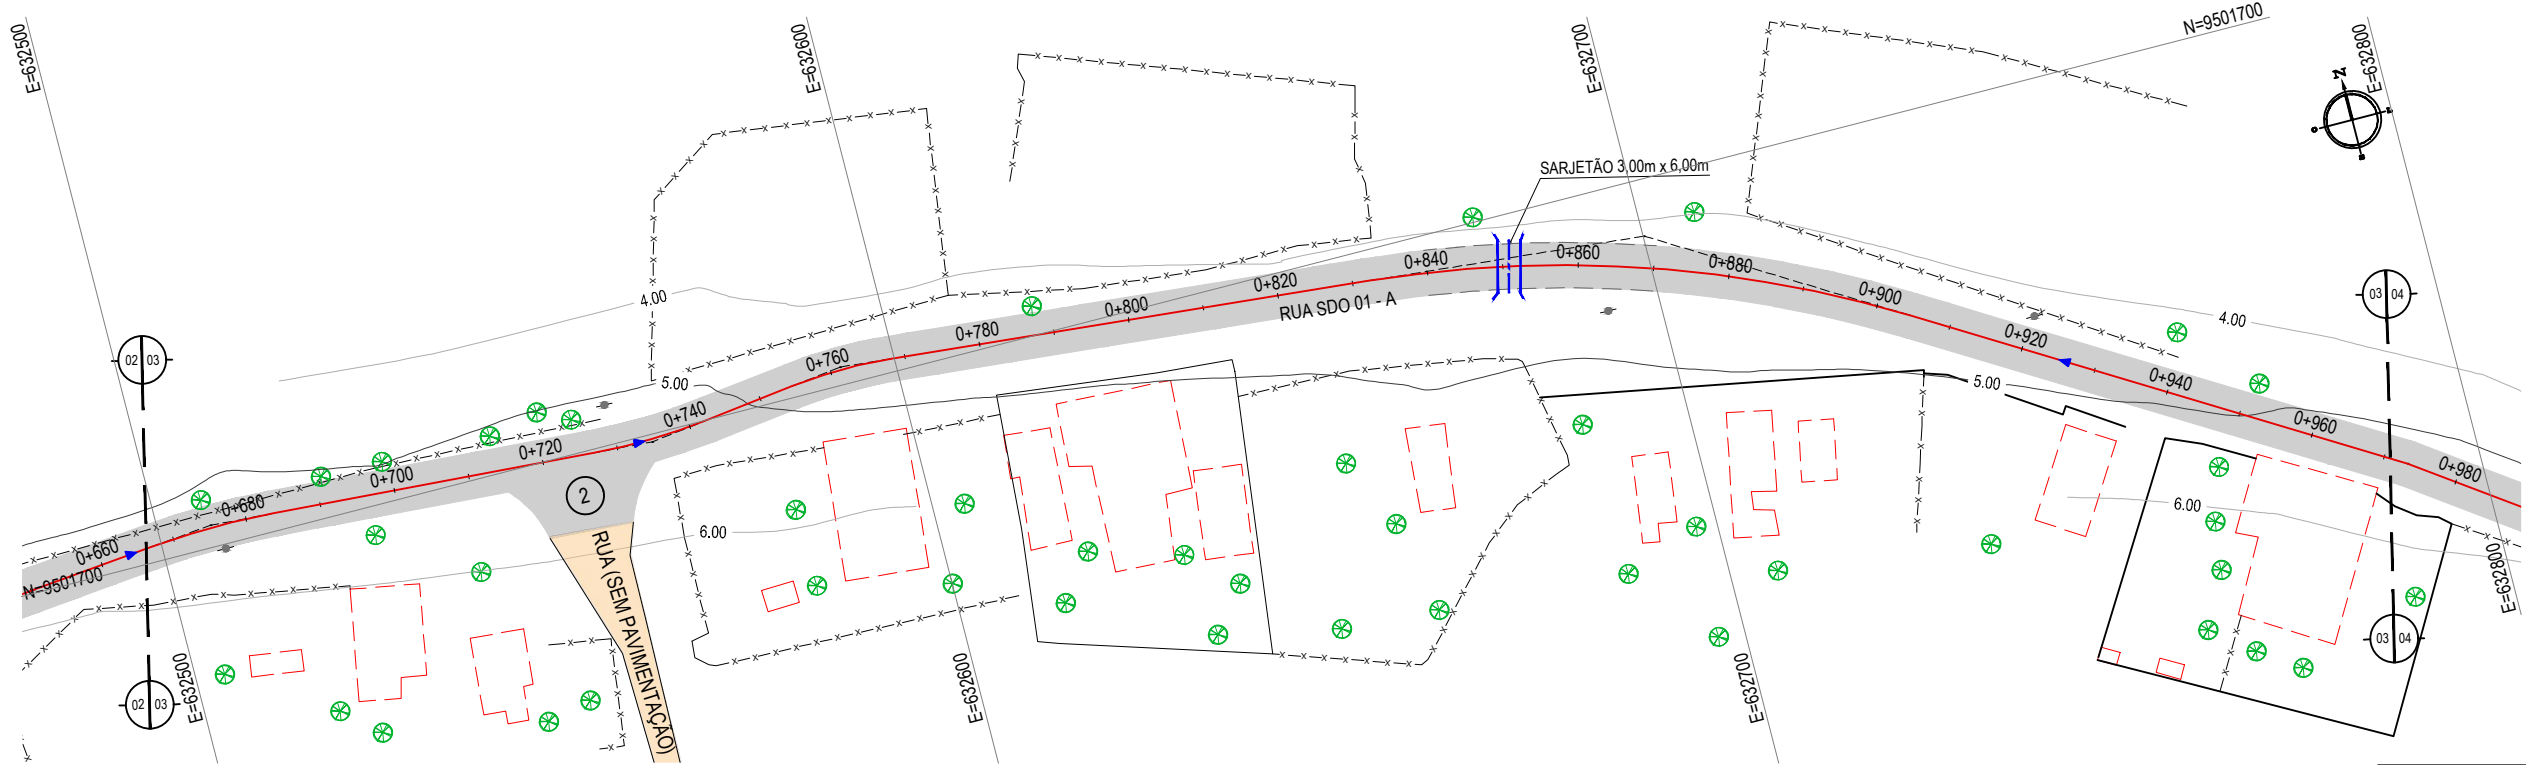 E=632500
E=632600
E=632700
E=632800
N=9501700
N
SARJETÃO 3,00m x 6,00m
4.00
5.00
6.00
02 03
0+660
0+680
0+700
0+720
0+740
0+760
0+780
0+800
0+820
0+840
0+860
0+880
0+900
0+920
0+940
0+960
0+980
RUA SDO 01 - A
03 04
4.00
5.00
6.00
N=9501700
2
RUA (SEM PAVIMENTAÇÃO)
02 03
03 04
E=632500
E=632600
E=632700
E=632800